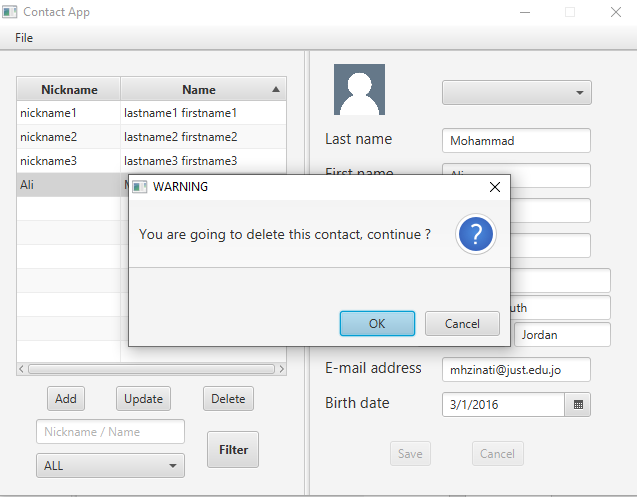 Contact App
File
Nickname Name
nickname1 lastname1 firstname1
nickname2 lastname2 firstname2
nickname3 lastname3 firstname3
Ali
Last name Mohammad
First name Ali
WARNING
You are going to delete this contact, continue ?
?
OK Cancel
uth
Jordan
E-mail address mhzinati@just.edu.jo
Birth date 3/1/2016
Add Update Delete
Nickname / Name
Filter
ALL
Save Cancel